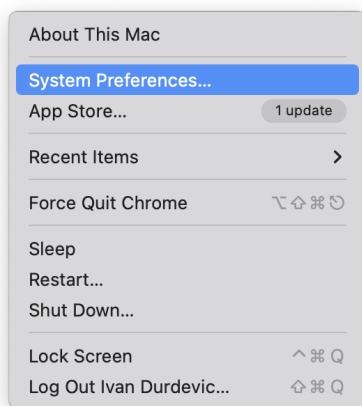 About This Mac
System Preferences...
App Store... 1 update
Recent Items
Force Quit Chrome ⌥⇧⌘⎋
Sleep
Restart...
Shut Down...
Lock Screen ^⌘Q
Log Out Ivan Durdevic... ⇧⌘Q